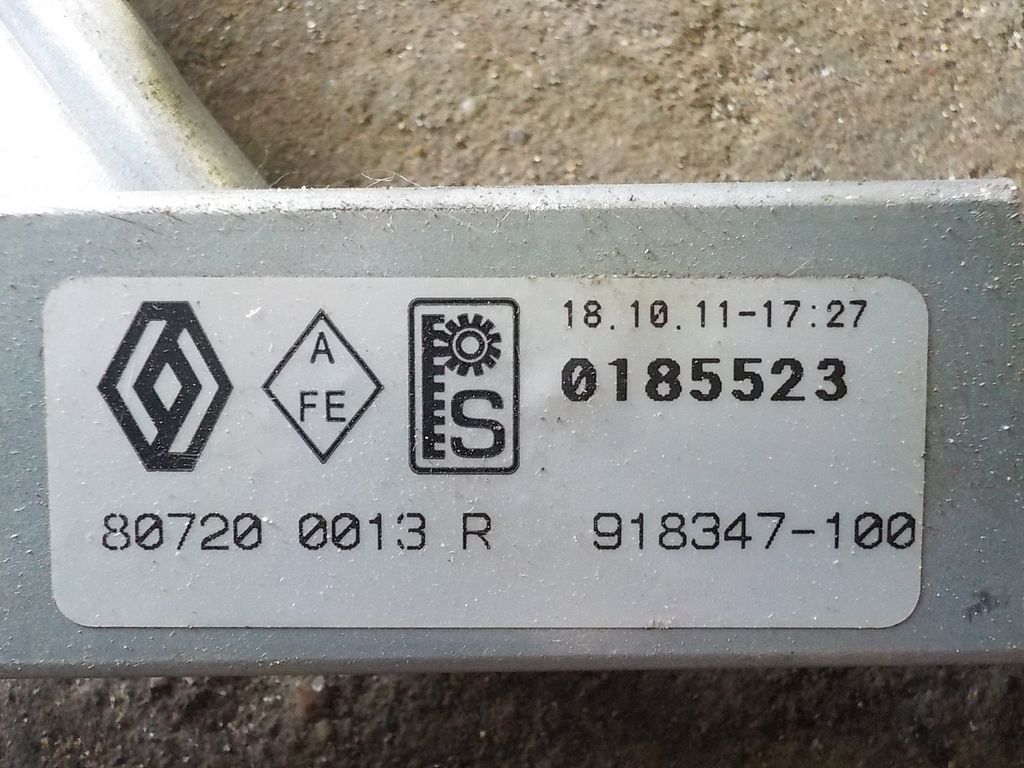 A
FE
S
18.10.11-17:27
0185523
80720 0013 R
918347-100